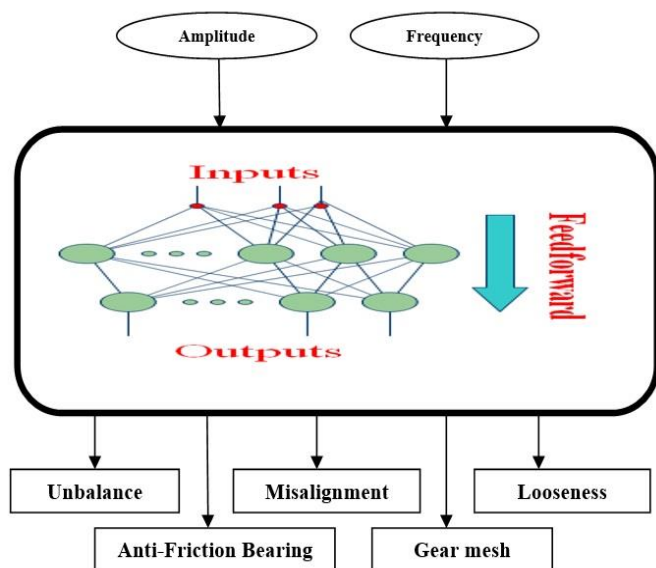 Amplitude
Frequency
Inputs
Feedforward
Outputs
Unbalance
Misalignment
Looseness
Anti-Friction Bearing
Gear mesh